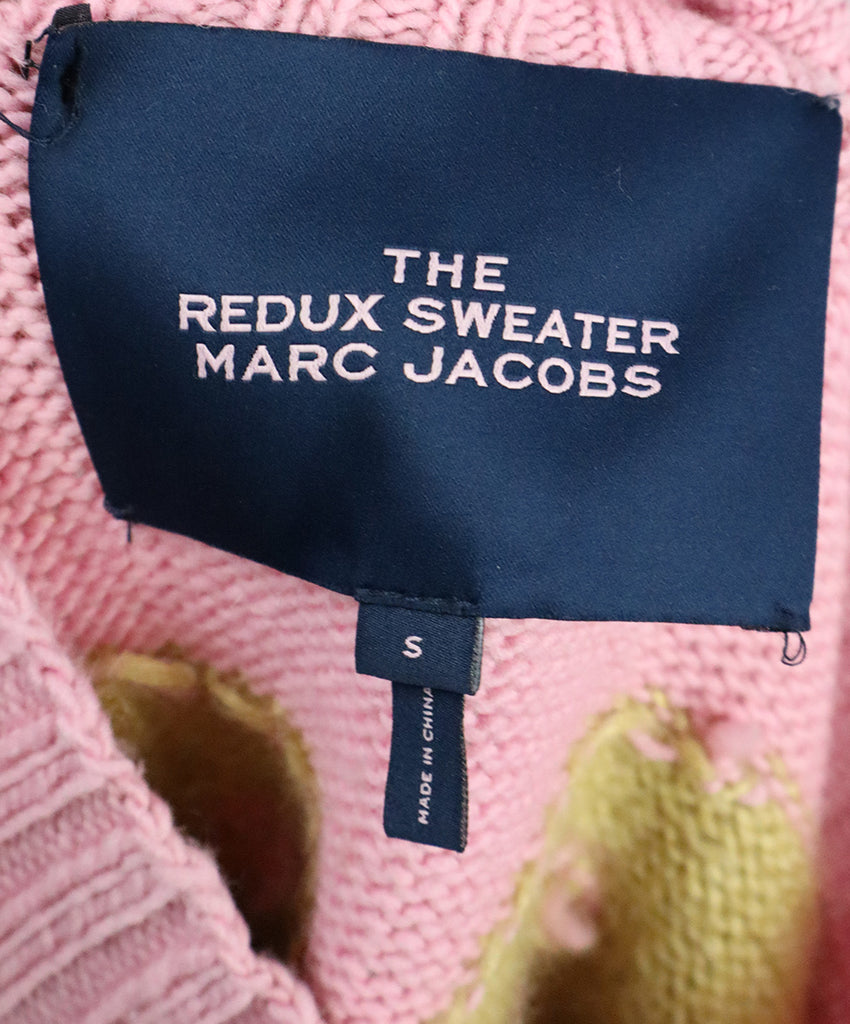 THE
REDUX SWEATER
MARC JACOBS
S
MADE IN CHINA